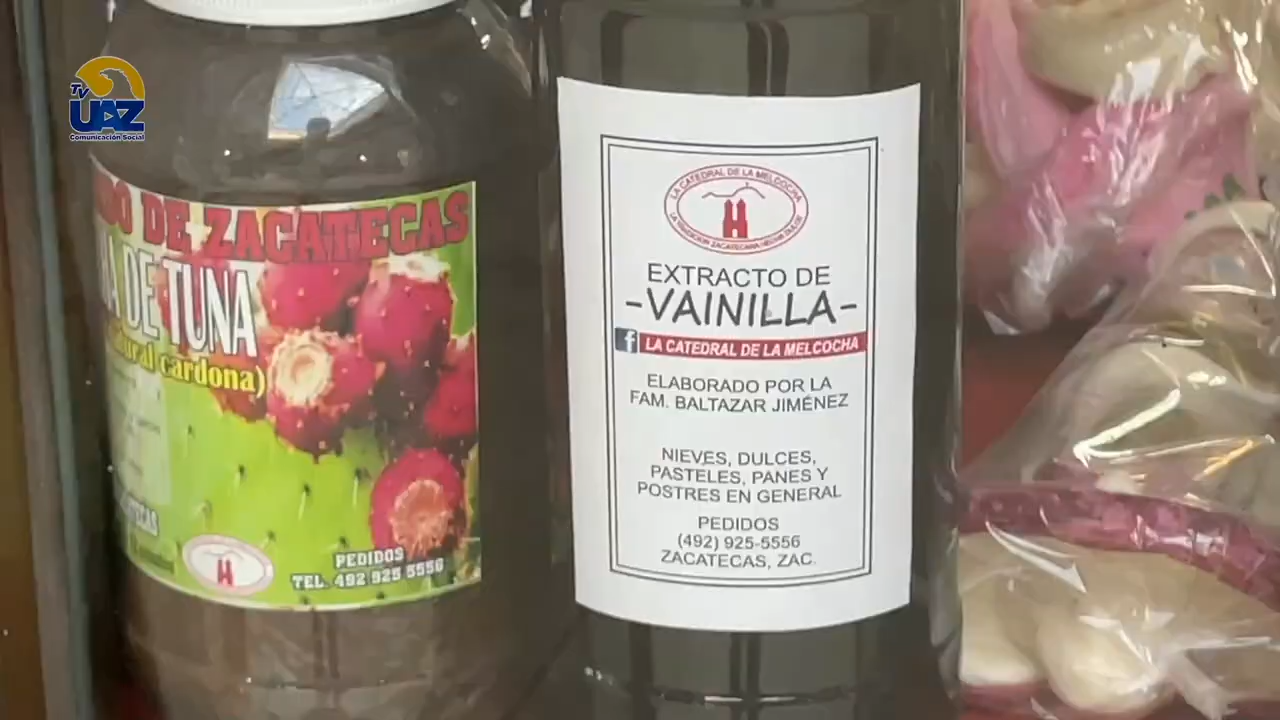 TV
UAZ
Comunicación Social
DE ZACATECAS
DE TUNA
cardona)
PEDIDOS
TEL. 492 925 5556
LA CATEDRAL DE LA MELCOCHA
EXTRACTO DE
-VAINILLA-
f LA CATEDRAL DE LA MELCOCHA
ELABORADO POR LA
FAM. BALTAZAR JIMÉNEZ
NIEVES, DULCES,
PASTELES, PANES Y
POSTRES EN GENERAL
PEDIDOS
(492) 925-5556
ZACATECAS, ZAC.